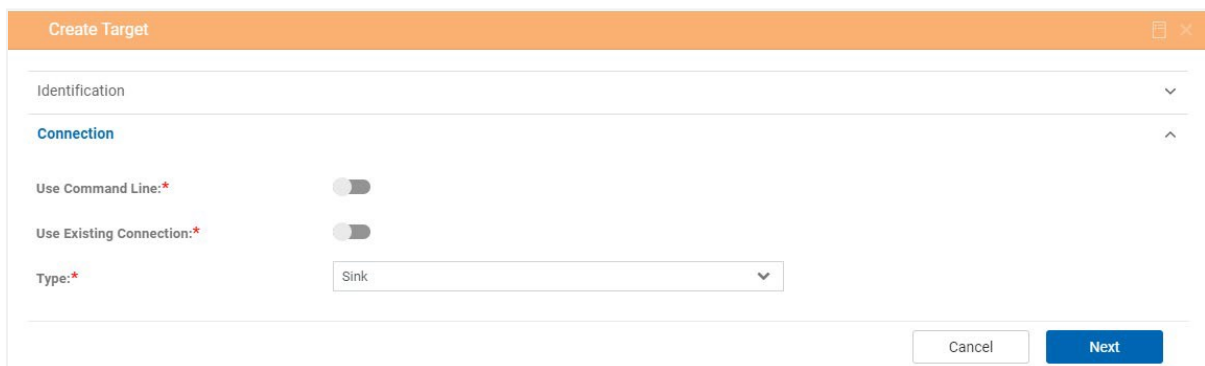 Create Target
Identification
Connection
Use Command Line:*
Use Existing Connection:*
Type:* Sink
Cancel Next